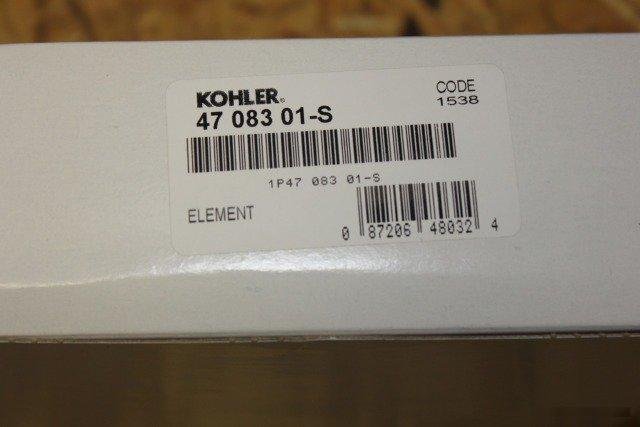 KOHLER®
CODE
1538
47 083 01-S
1P47 083 01-S
ELEMENT
0 87206 48032 4